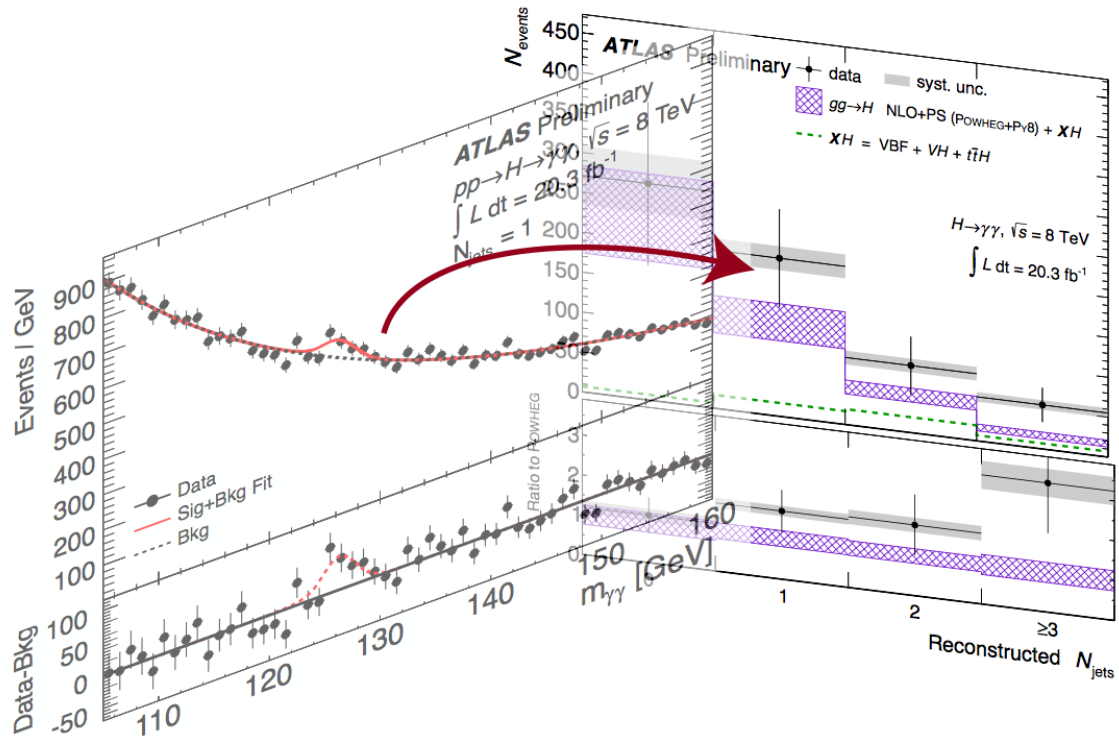 ATLAS Preliminary
pp→H→γγ, √s = 8 TeV
∫ L dt = 20.3 fb⁻¹
N_jets = 1
Events / GeV
900
800
700
600
500
400
300
200
100
Data
Sig+Bkg Fit
Bkg
Data-Bkg
100
50
0
-50
110
120
130
140
150
160
m_γγ [GeV]
N_events
450
400
350
300
250
200
150
100
50
0
ATLAS Preliminary
data
syst. unc.
gg→H NLO+PS (POWHEG+PY8) + XH
XH = VBF + VH + tt̄H
H→γγ, √s = 8 TeV
∫ L dt = 20.3 fb⁻¹
Ratio to POWHEG
3
2
1
0
0
1
2
≥3
Reconstructed N_jets